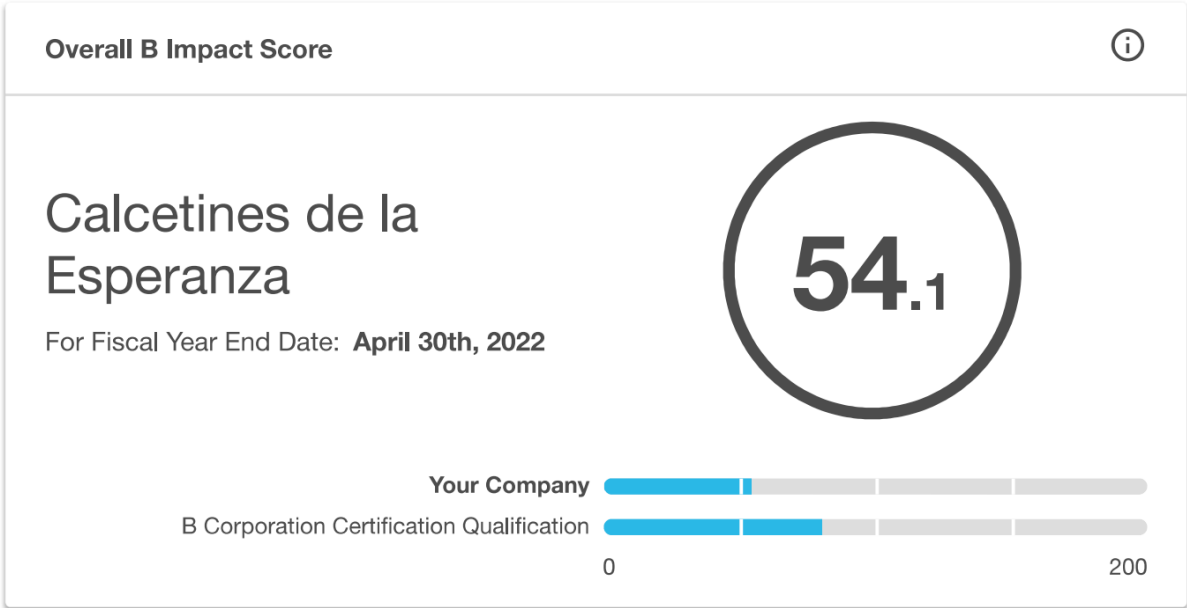 Overall B Impact Score
Calcetines de la
Esperanza
For Fiscal Year End Date: April 30th, 2022
54.1
Your Company
B Corporation Certification Qualification
0
200